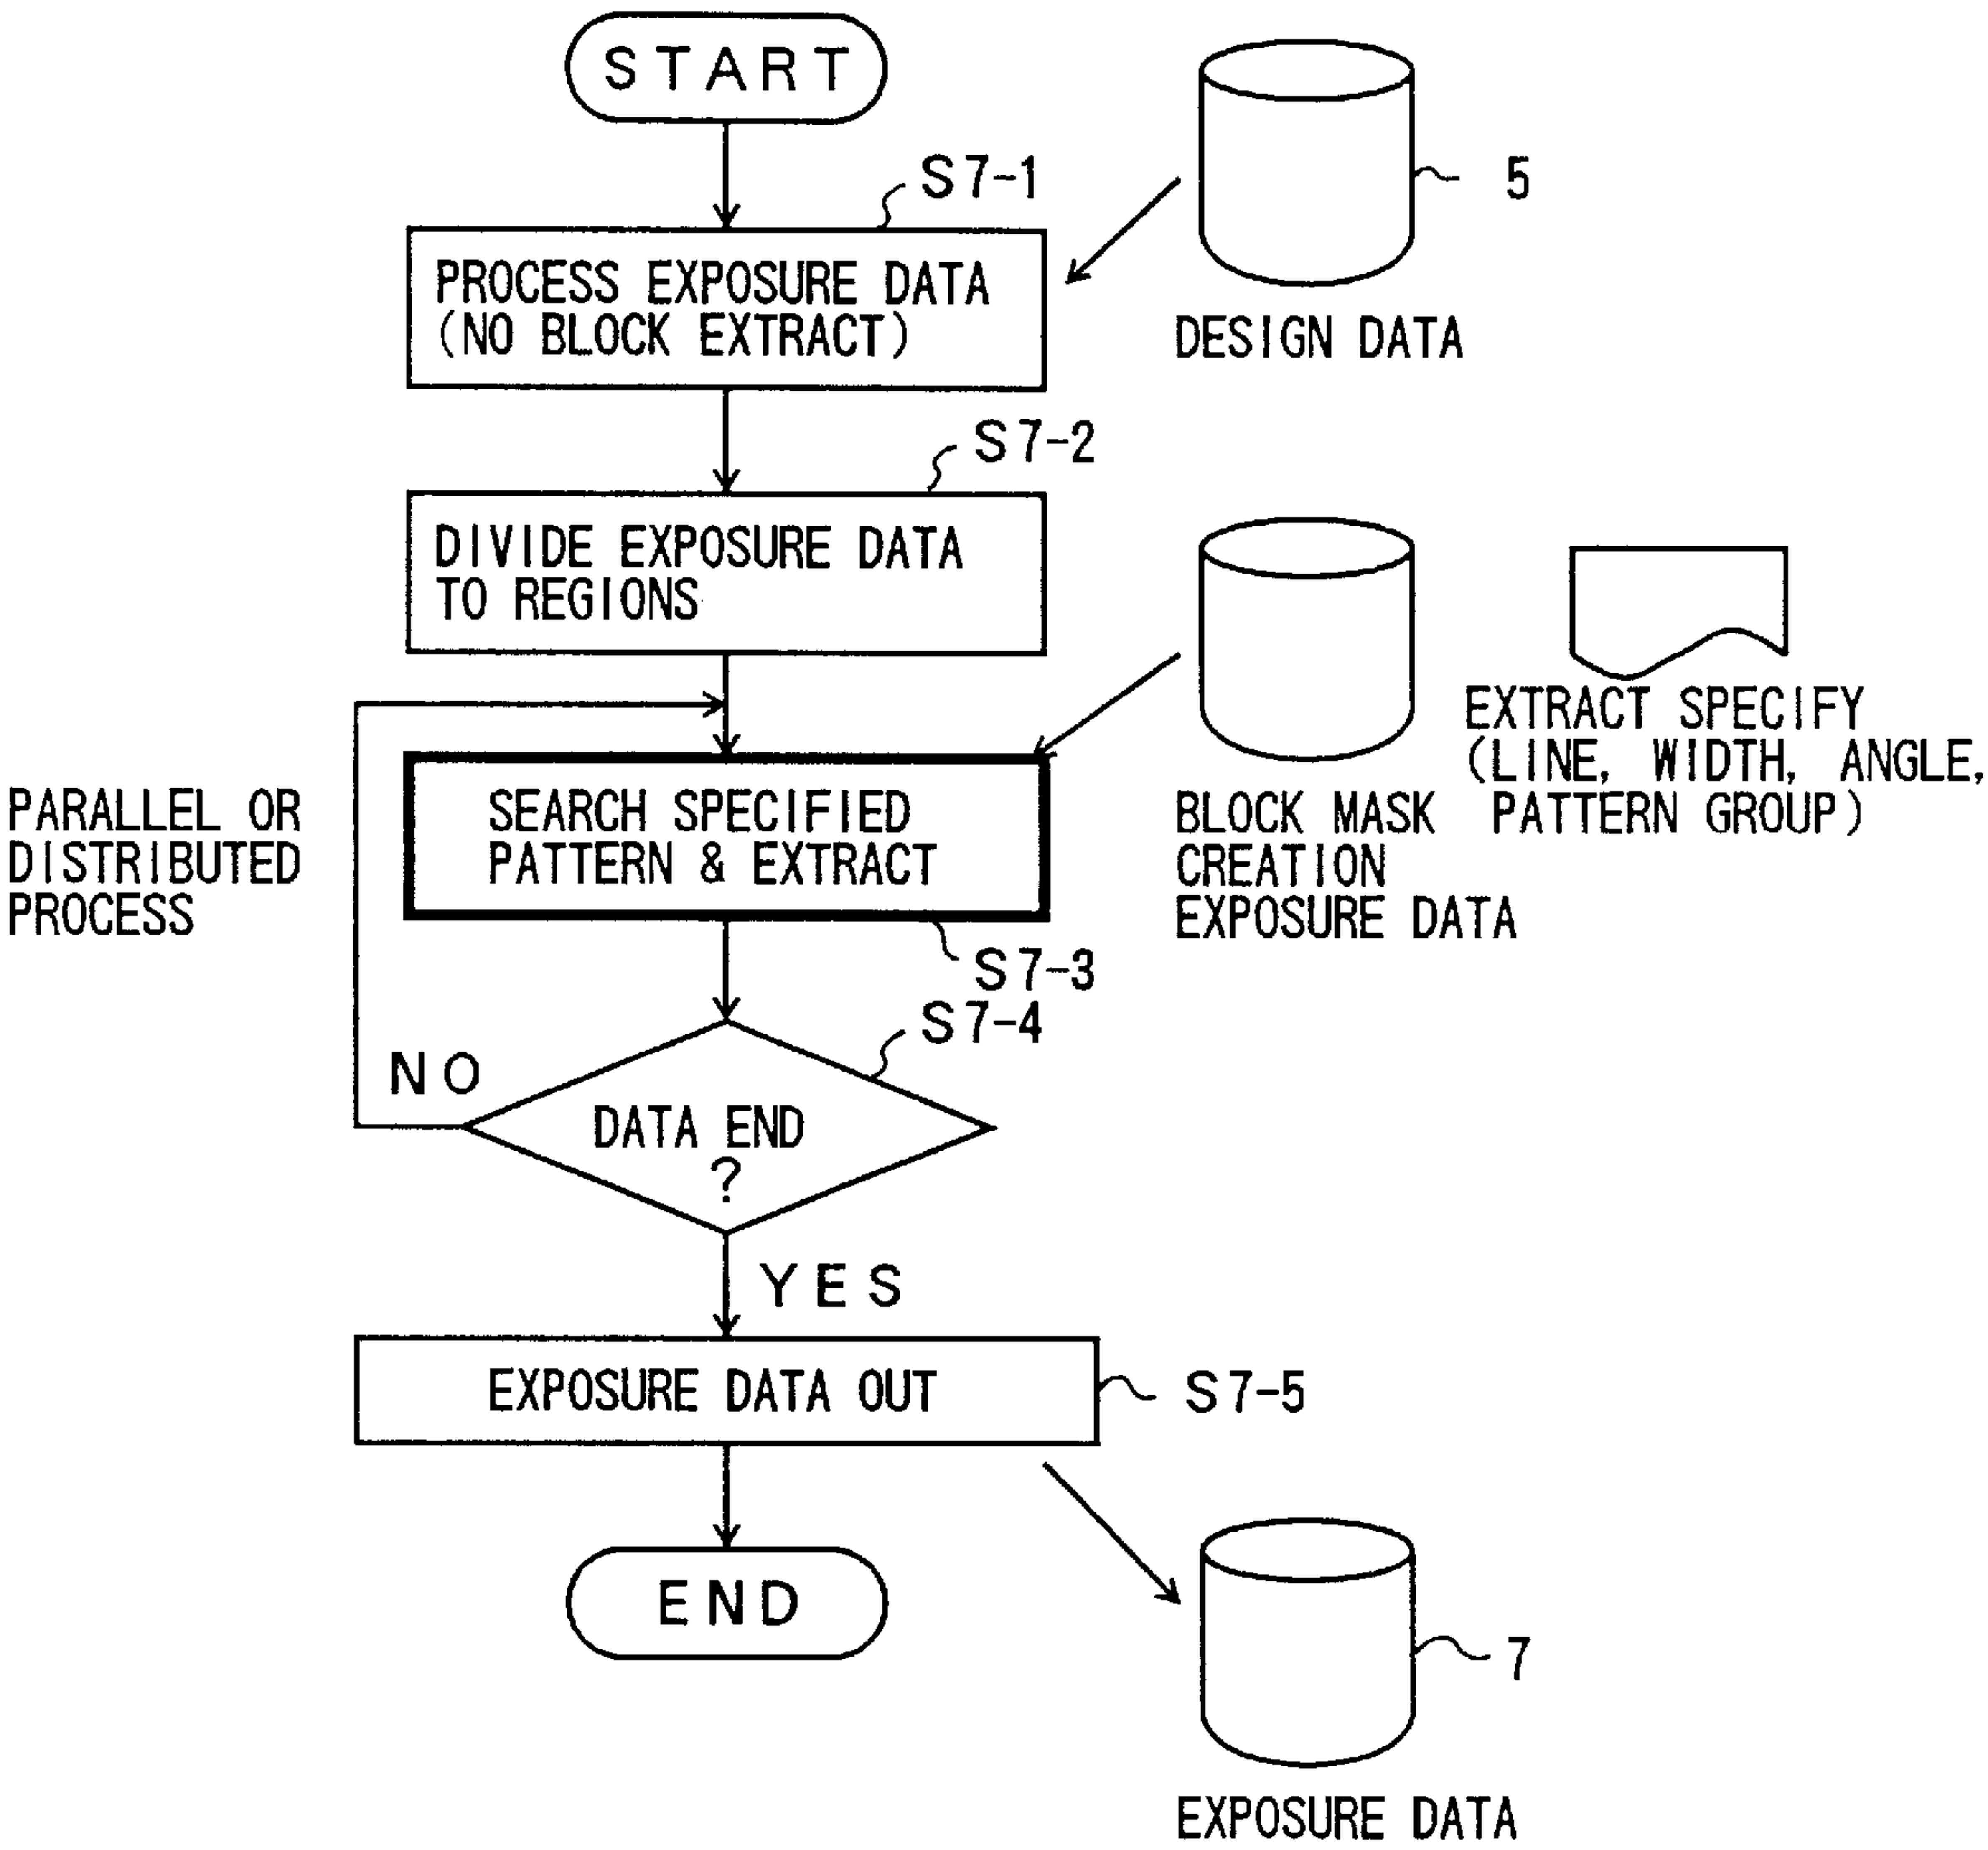 START
S7-1
5
PROCESS EXPOSURE DATA
(NO BLOCK EXTRACT)
DESIGN DATA
S7-2
DIVIDE EXPOSURE DATA
TO REGIONS
EXTRACT SPECIFY
(LINE, WIDTH, ANGLE,
PATTERN GROUP)
PARALLEL OR
DISTRIBUTED
PROCESS
SEARCH SPECIFIED
PATTERN & EXTRACT
BLOCK MASK
CREATION
EXPOSURE DATA
S7-3
S7-4
NO
DATA END
?
YES
EXPOSURE DATA OUT
S7-5
END
7
EXPOSURE DATA